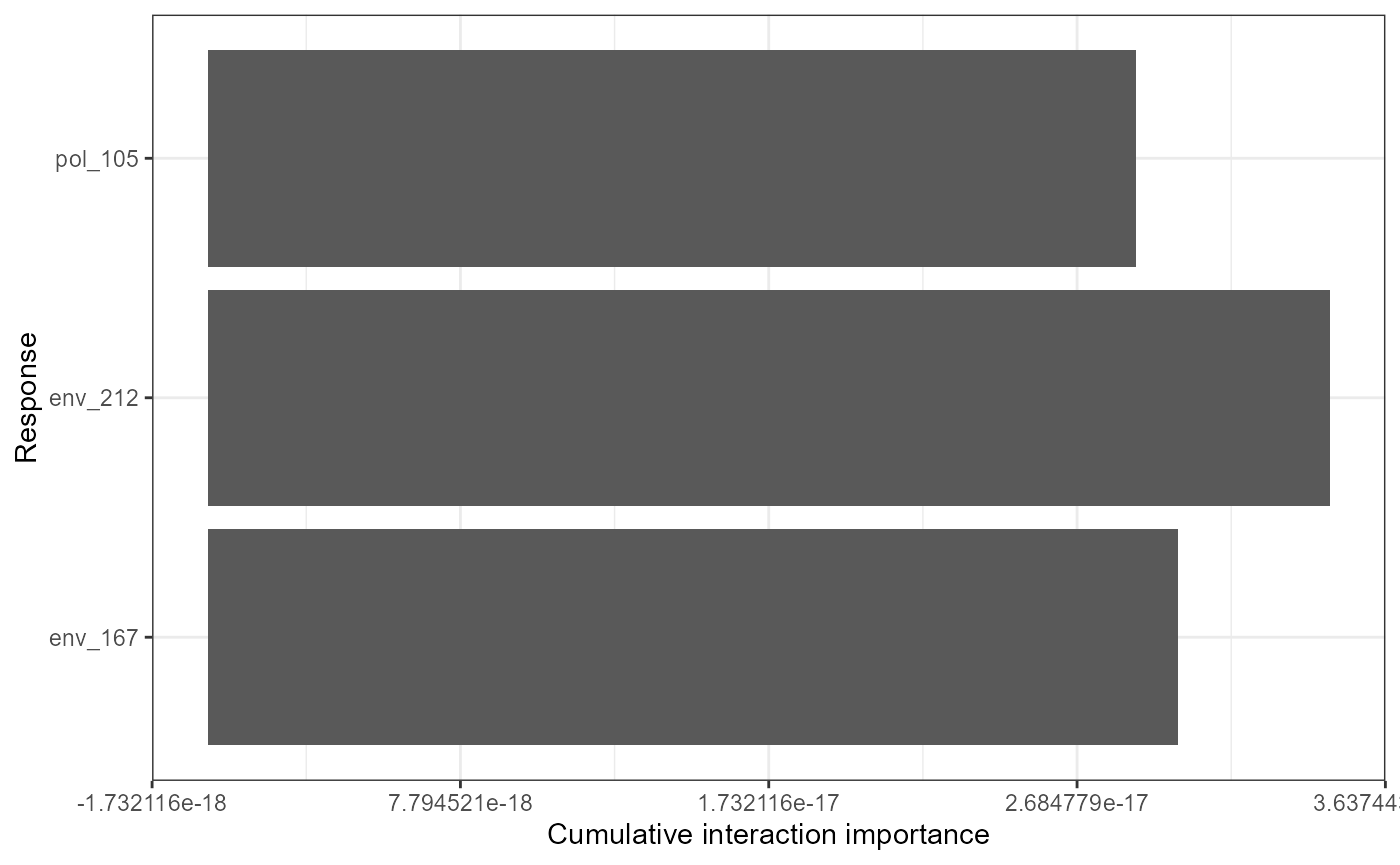 pol_105
env_212
env_167
Response
-1.732116e-18 7.794521e-18 1.732116e-17 2.684779e-17
Cumulative interaction importance